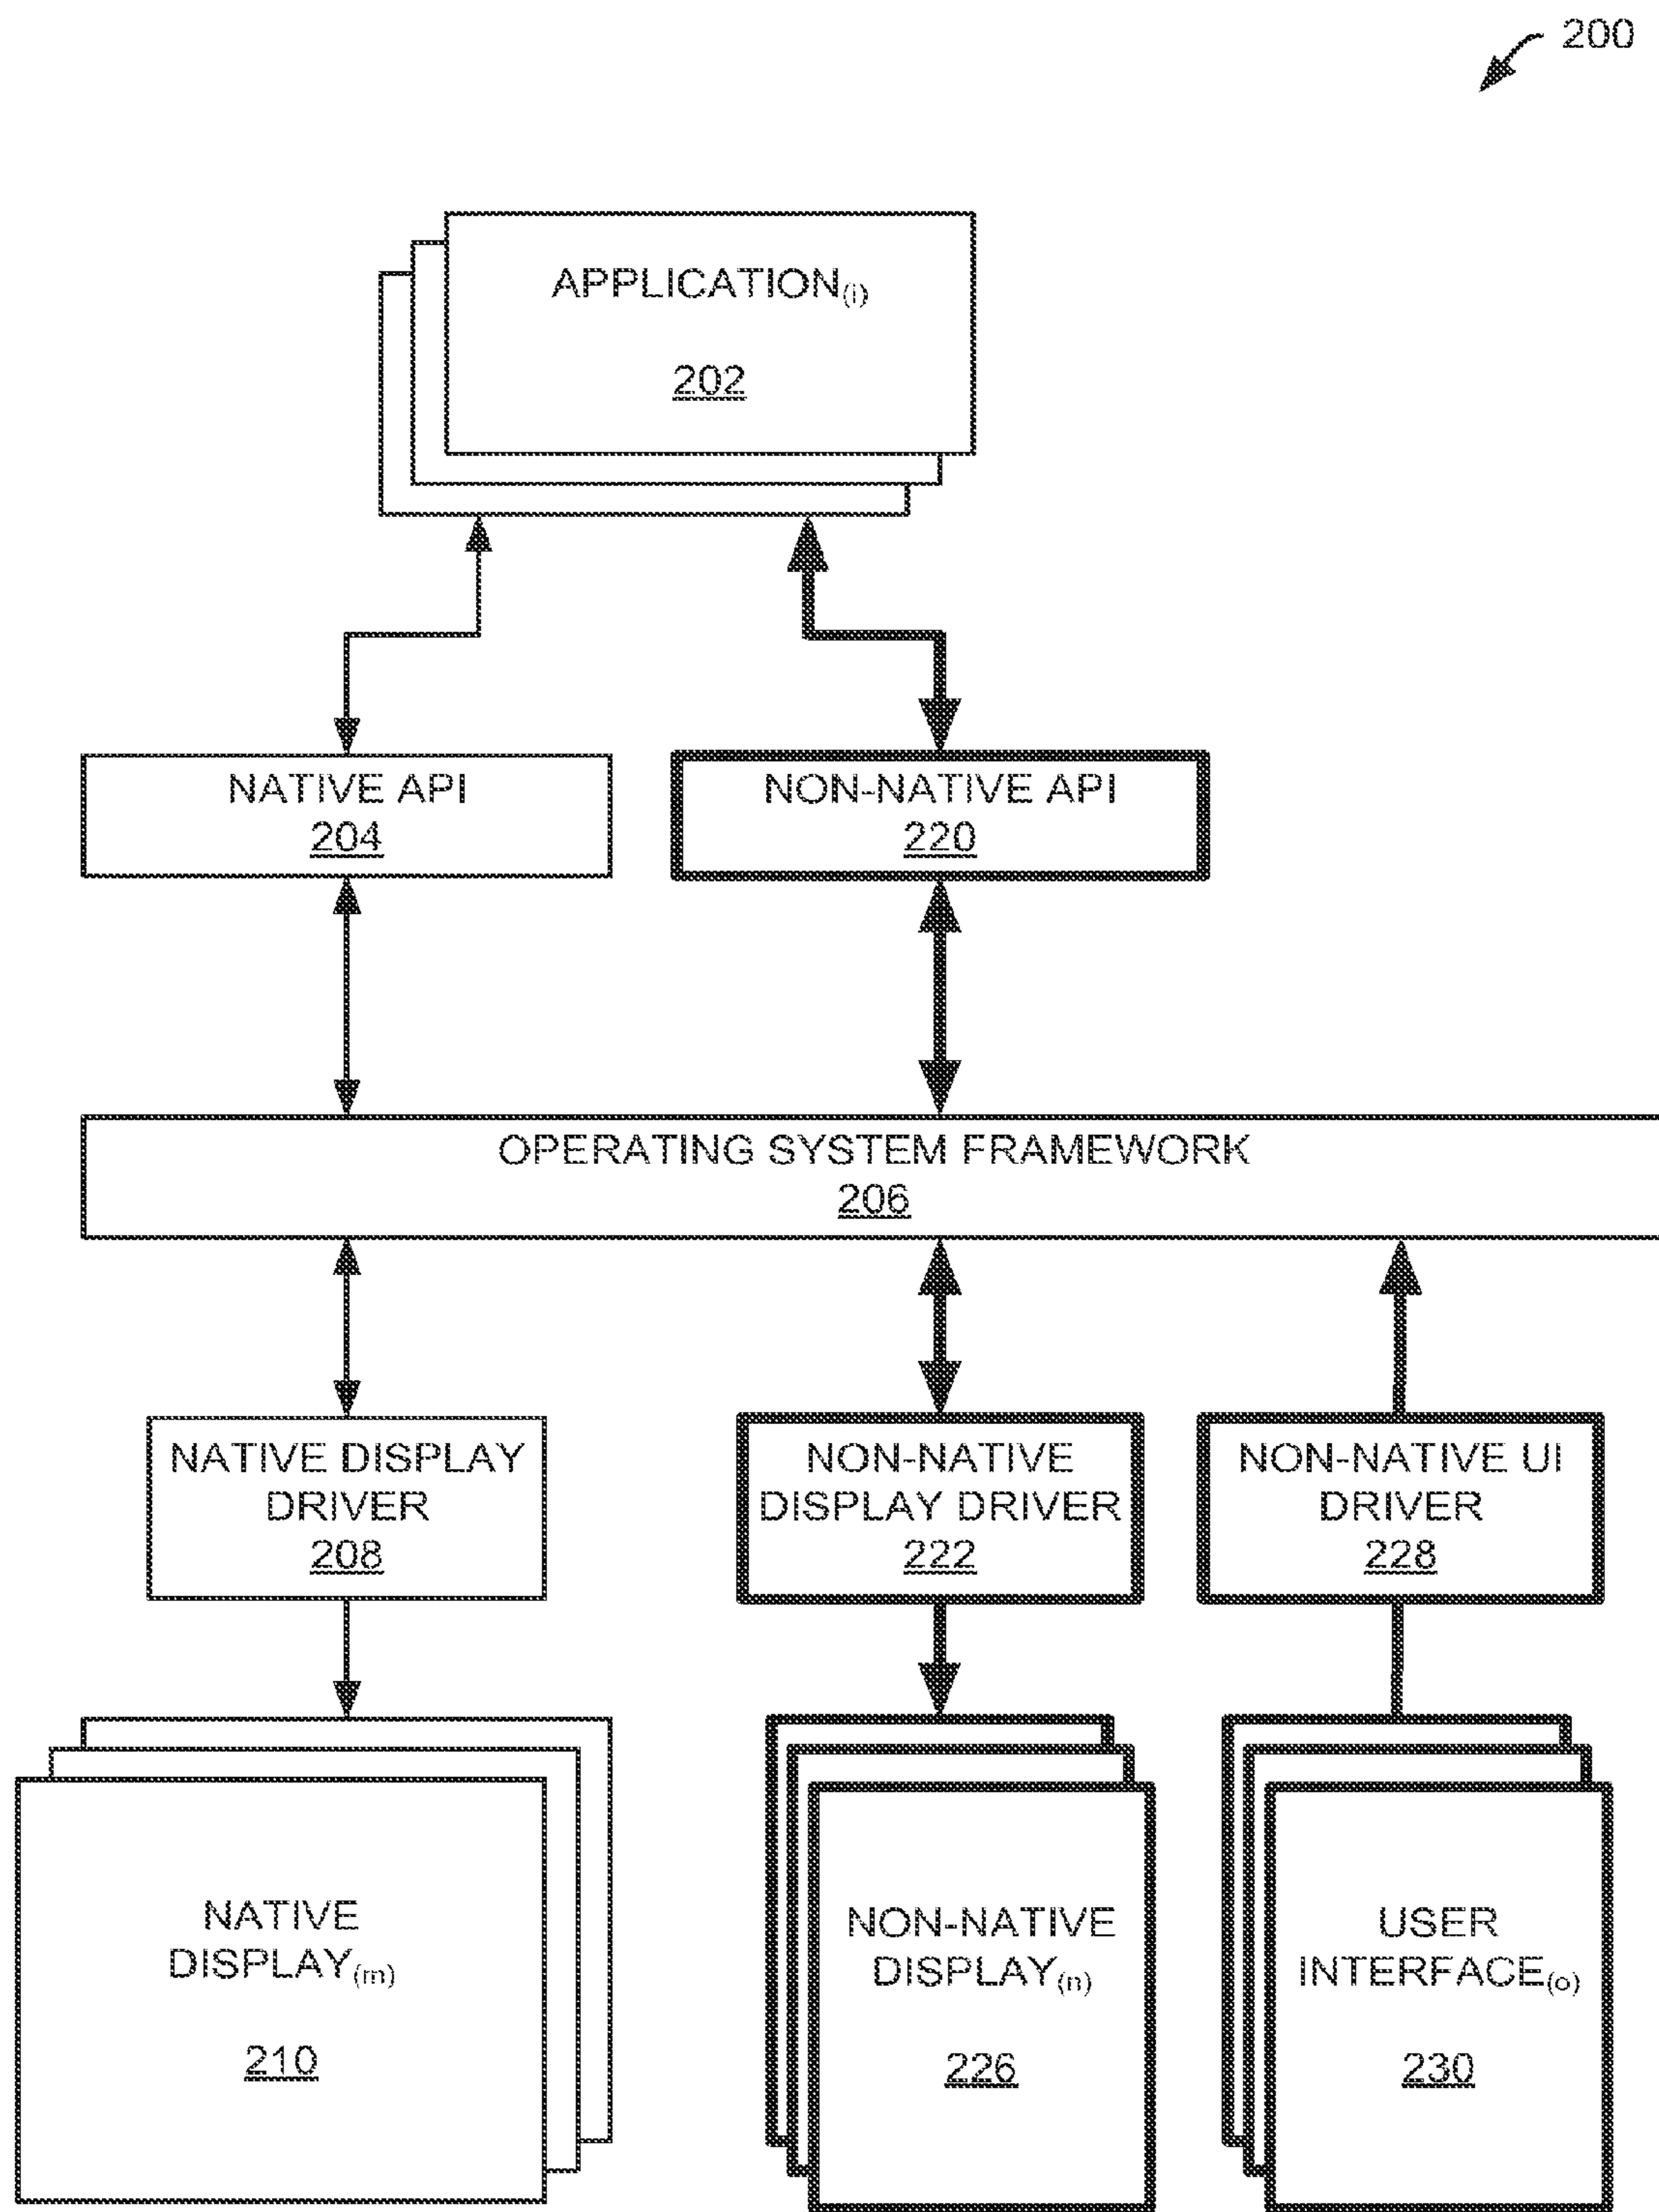 200
APPLICATION(i)
202
NATIVE API
204
NON-NATIVE API
220
OPERATING SYSTEM FRAMEWORK
206
NATIVE DISPLAY
DRIVER
208
NON-NATIVE
DISPLAY DRIVER
222
NON-NATIVE UI
DRIVER
228
NATIVE
DISPLAY(m)
210
NON-NATIVE
DISPLAY(n)
226
USER
INTERFACE(o)
230